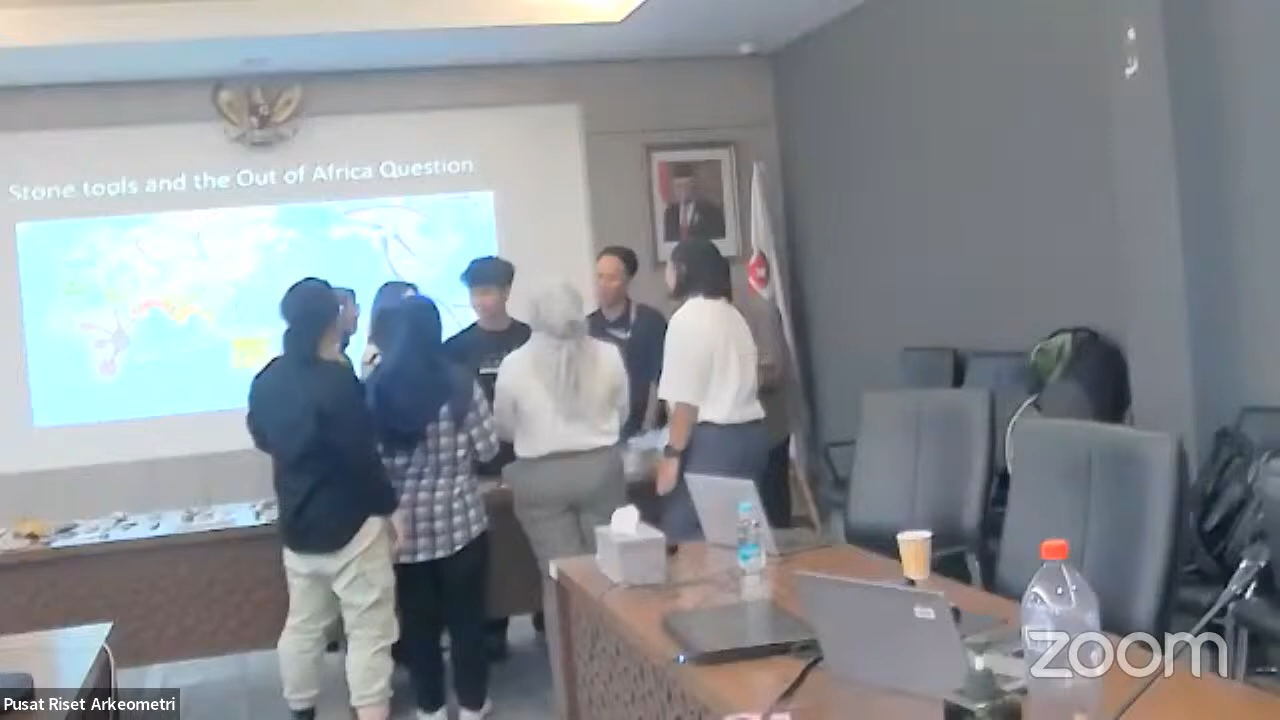 Stone tools and the Out of Africa Question
Pusat Riset Arkeometri
zoom